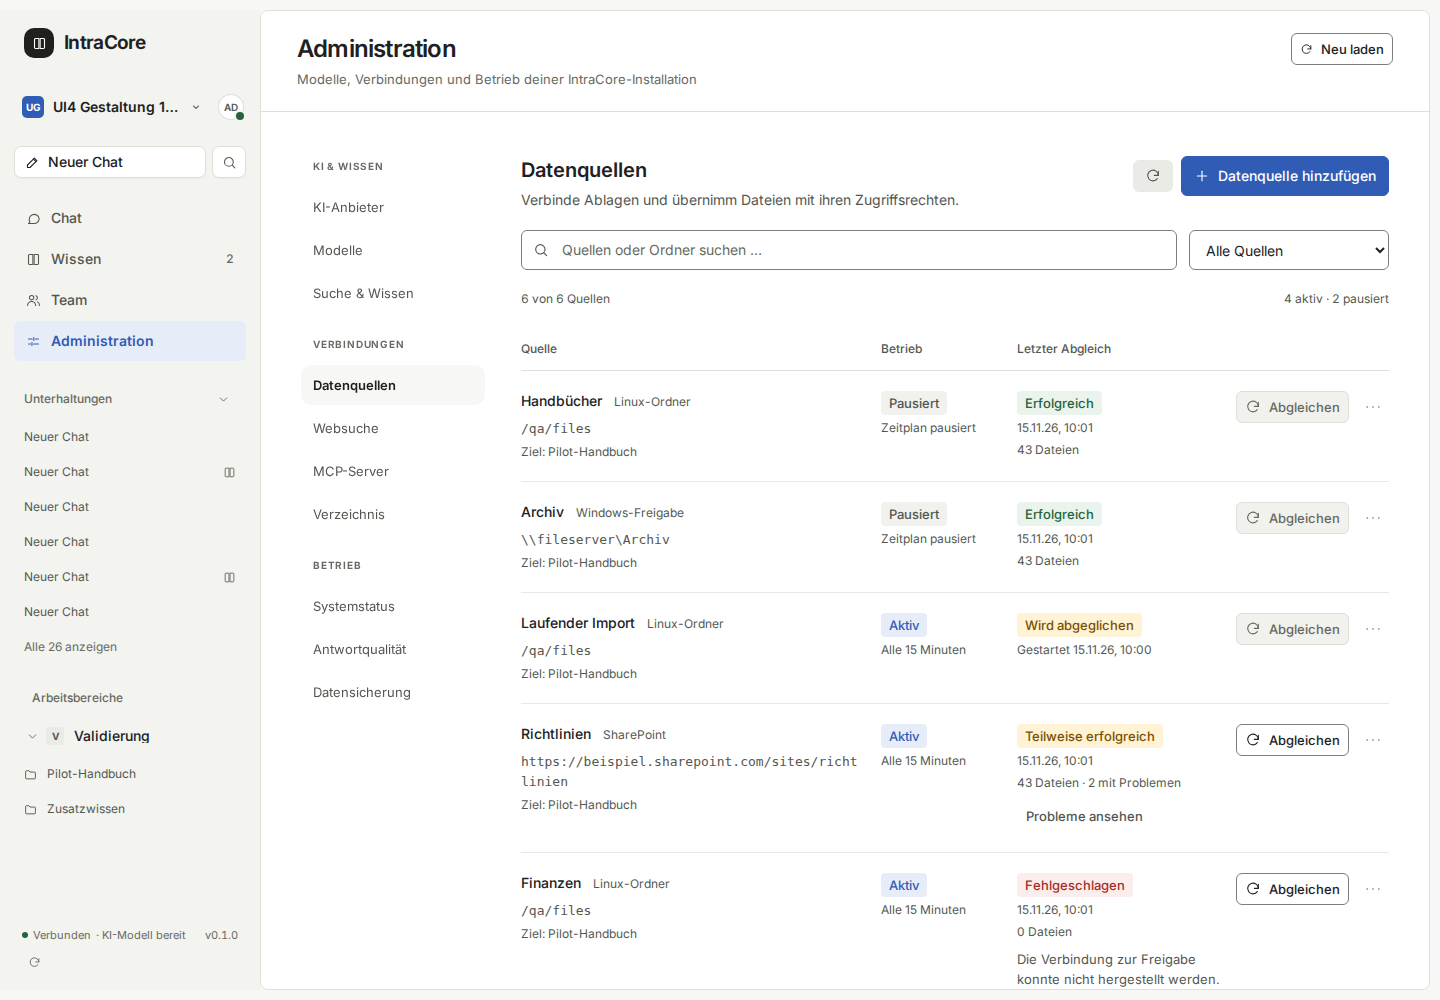 IntraCore
UG UI4 Gestaltung 1... AD
Neuer Chat
Chat
Wissen 2
Team
Administration
Unterhaltungen
Neuer Chat
Neuer Chat
Neuer Chat
Neuer Chat
Neuer Chat
Neuer Chat
Alle 26 anzeigen
Arbeitsbereiche
V Validierung
Pilot-Handbuch
Zusatzwissen
Verbunden · KI-Modell bereit v0.1.0
Administration
Modelle, Verbindungen und Betrieb deiner IntraCore-Installation
Neu laden
KI & WISSEN
KI-Anbieter
Modelle
Suche & Wissen
VERBINDUNGEN
Datenquellen
Websuche
MCP-Server
Verzeichnis
BETRIEB
Systemstatus
Antwortqualität
Datensicherung
Datenquellen
Verbinde Ablagen und übernimm Dateien mit ihren Zugriffsrechten.
Datenquelle hinzufügen
Quellen oder Ordner suchen ...
Alle Quellen
6 von 6 Quellen
4 aktiv · 2 pausiert
Quelle Betrieb Letzter Abgleich
Handbücher Linux-Ordner
/qa/files
Ziel: Pilot-Handbuch
Pausiert
Zeitplan pausiert
Erfolgreich
15.11.26, 10:01
43 Dateien
Abgleichen ...
Archiv Windows-Freigabe
\\fileserver\Archiv
Ziel: Pilot-Handbuch
Pausiert
Zeitplan pausiert
Erfolgreich
15.11.26, 10:01
43 Dateien
Abgleichen ...
Laufender Import Linux-Ordner
/qa/files
Ziel: Pilot-Handbuch
Aktiv
Alle 15 Minuten
Wird abgeglichen
Gestartet 15.11.26, 10:00
Abgleichen ...
Richtlinien SharePoint
https://beispiel.sharepoint.com/sites/richt
linien
Ziel: Pilot-Handbuch
Aktiv
Alle 15 Minuten
Teilweise erfolgreich
15.11.26, 10:01
43 Dateien · 2 mit Problemen
Probleme ansehen
Abgleichen ...
Finanzen Linux-Ordner
/qa/files
Ziel: Pilot-Handbuch
Aktiv
Alle 15 Minuten
Fehlgeschlagen
15.11.26, 10:01
0 Dateien
Die Verbindung zur Freigabe
konnte nicht hergestellt werden.
Abgleichen ...